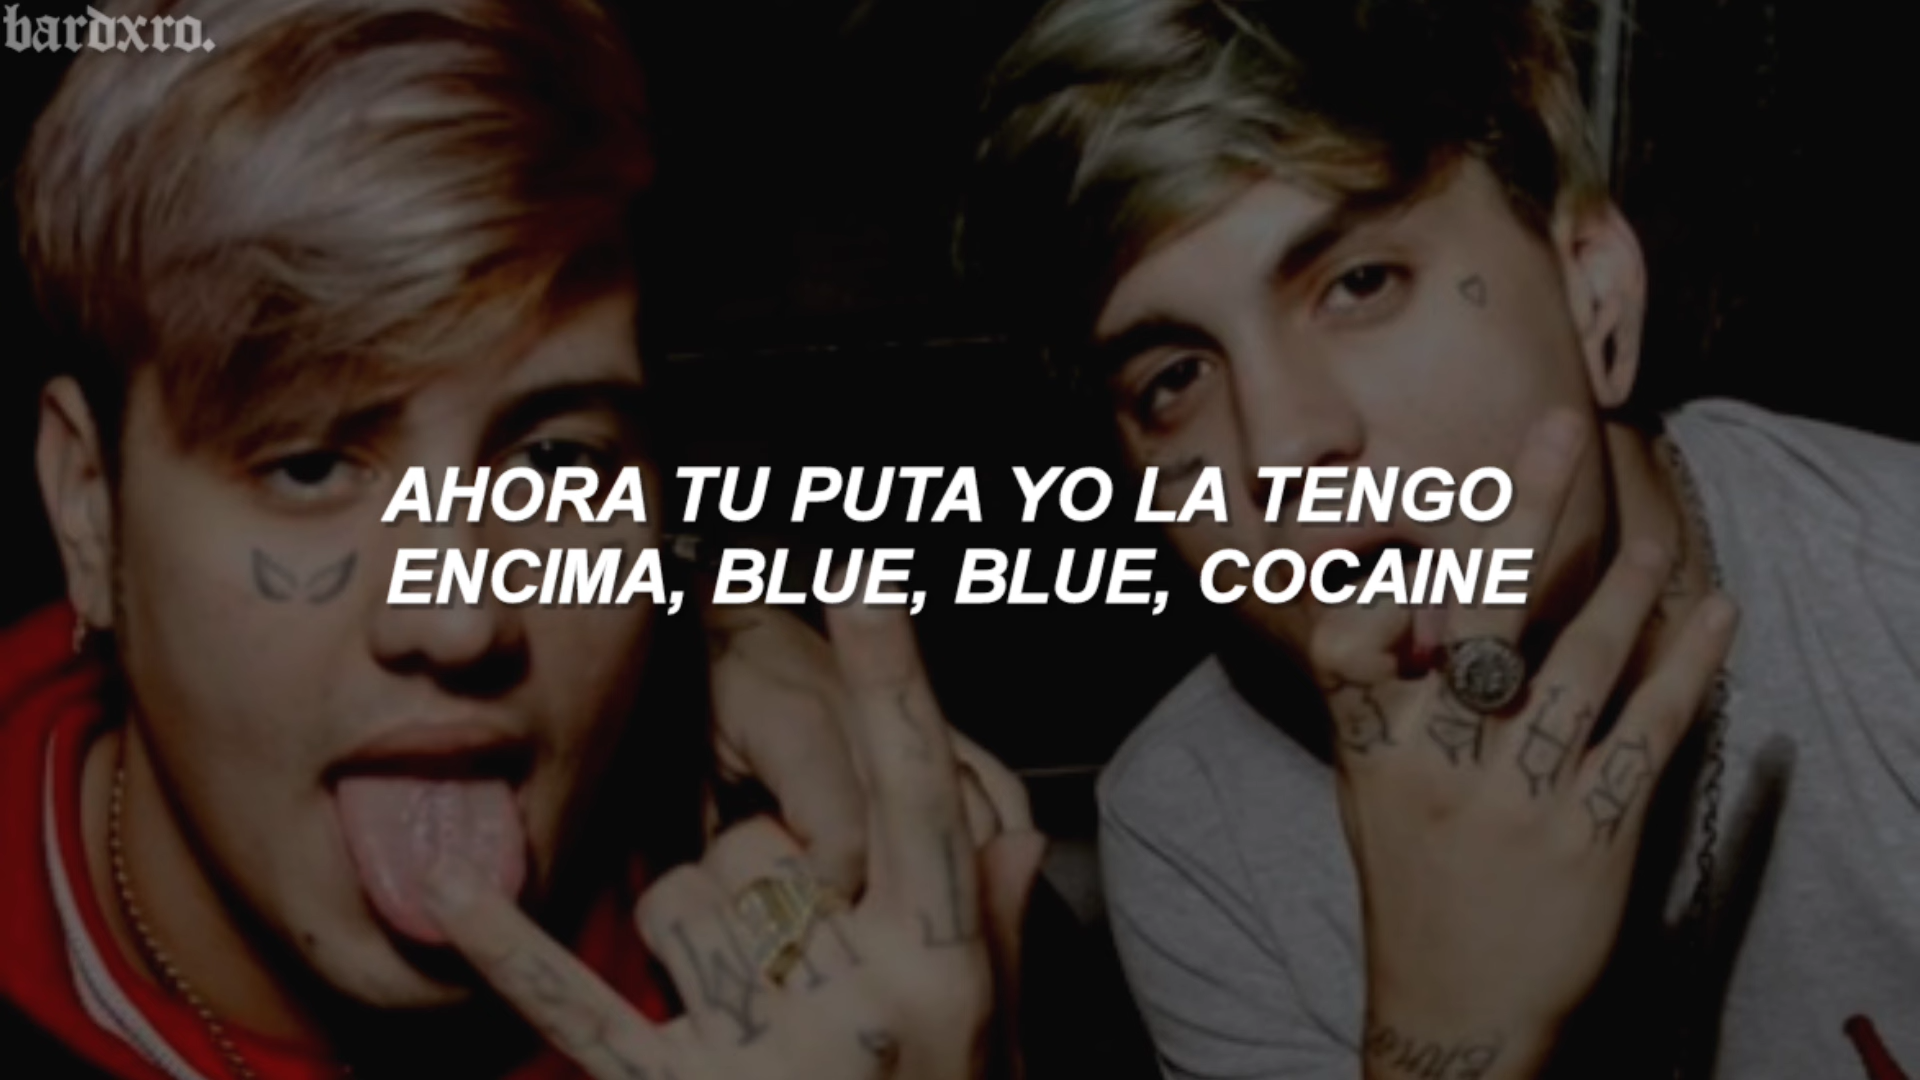 bardxro.
AHORA TU PUTA YO LA TENGO
ENCIMA, BLUE, BLUE, COCAINE